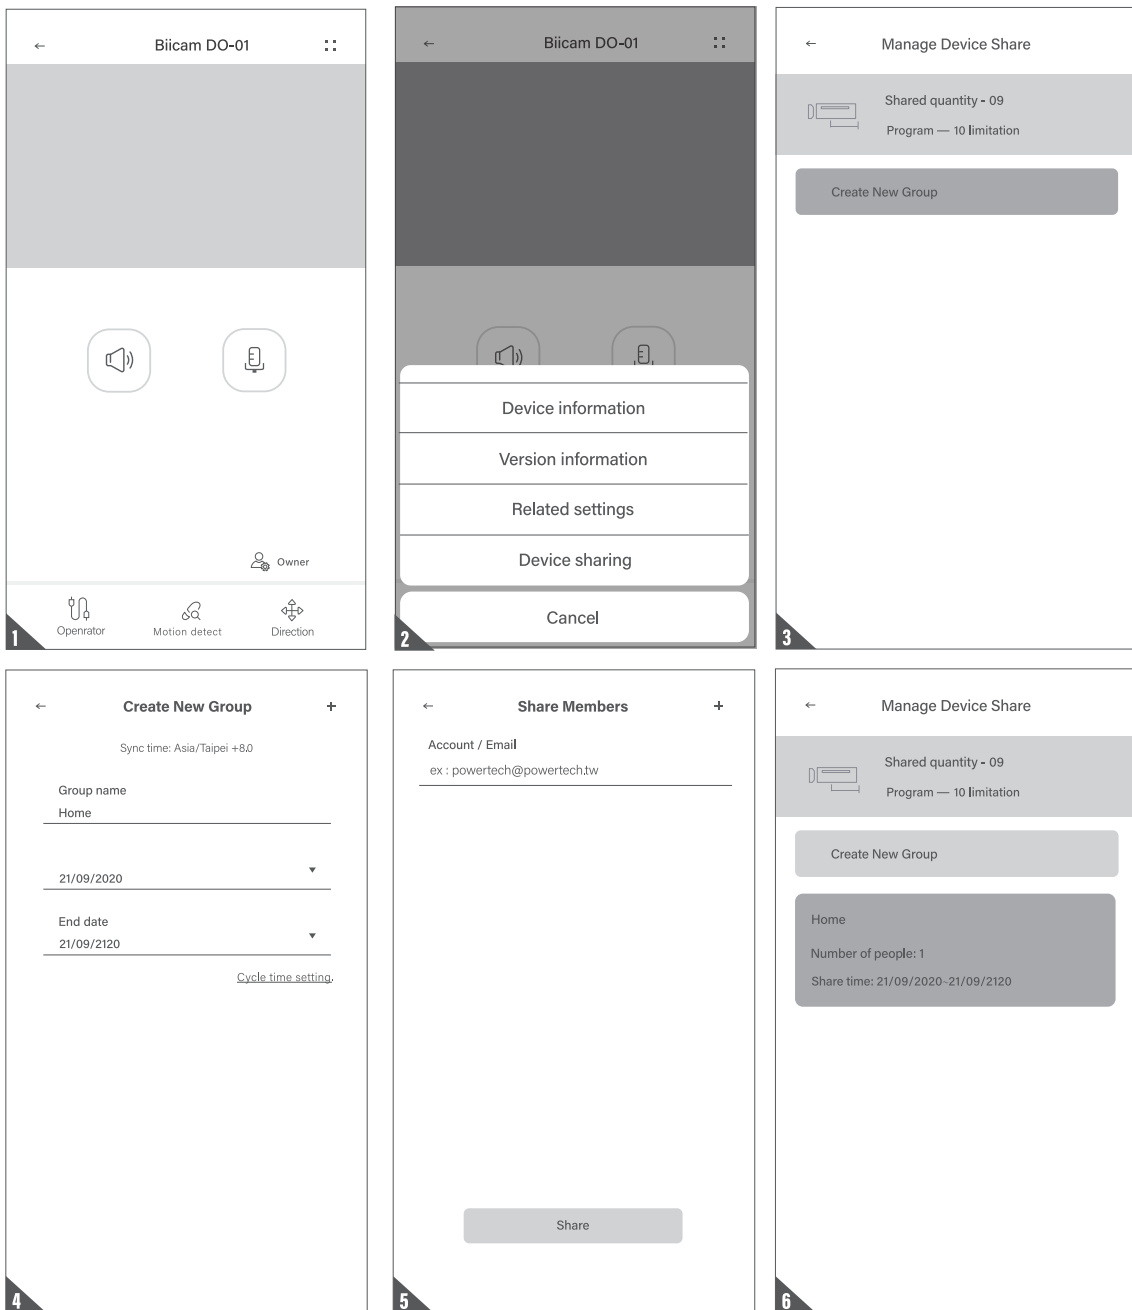 ← Biicam DO-01
Openrator
Motion detect
Direction
Owner
1
← Biicam DO-01
Device information
Version information
Related settings
Device sharing
Cancel
2
← Manage Device Share
Shared quantity - 09
Program — 10 limitation
Create New Group
3
← Create New Group +
Sync time: Asia/Taipei +8.0
Group name
Home
21/09/2020
End date
21/09/2120
Cycle time setting.
4
← Share Members +
Account / Email
ex : powertech@powertech.tw
Share
5
← Manage Device Share
Shared quantity - 09
Program — 10 limitation
Create New Group
Home
Number of people: 1
Share time: 21/09/2020~21/09/2120
6